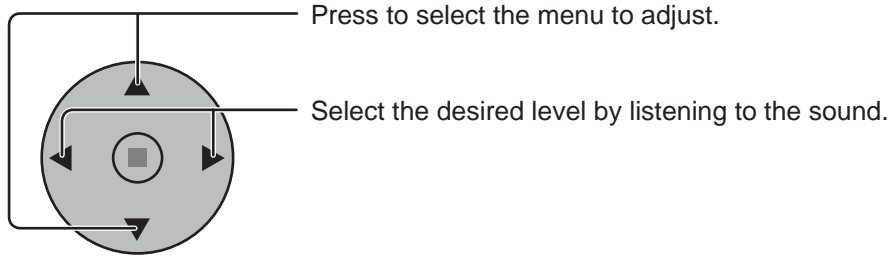 Press to select the menu to adjust.
Select the desired level by listening to the sound.